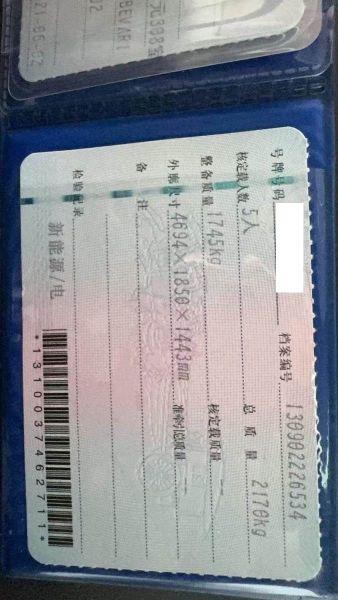 号牌号码 档案编号 130902226534
核定载人数 5人 总质量 2170kg
整备质量 1745kg 核定载质量 --
外廓尺寸 4694×1850×1443mm 准牵引总质量 --
备注
检验记录
新能源/电
*1310037462711*